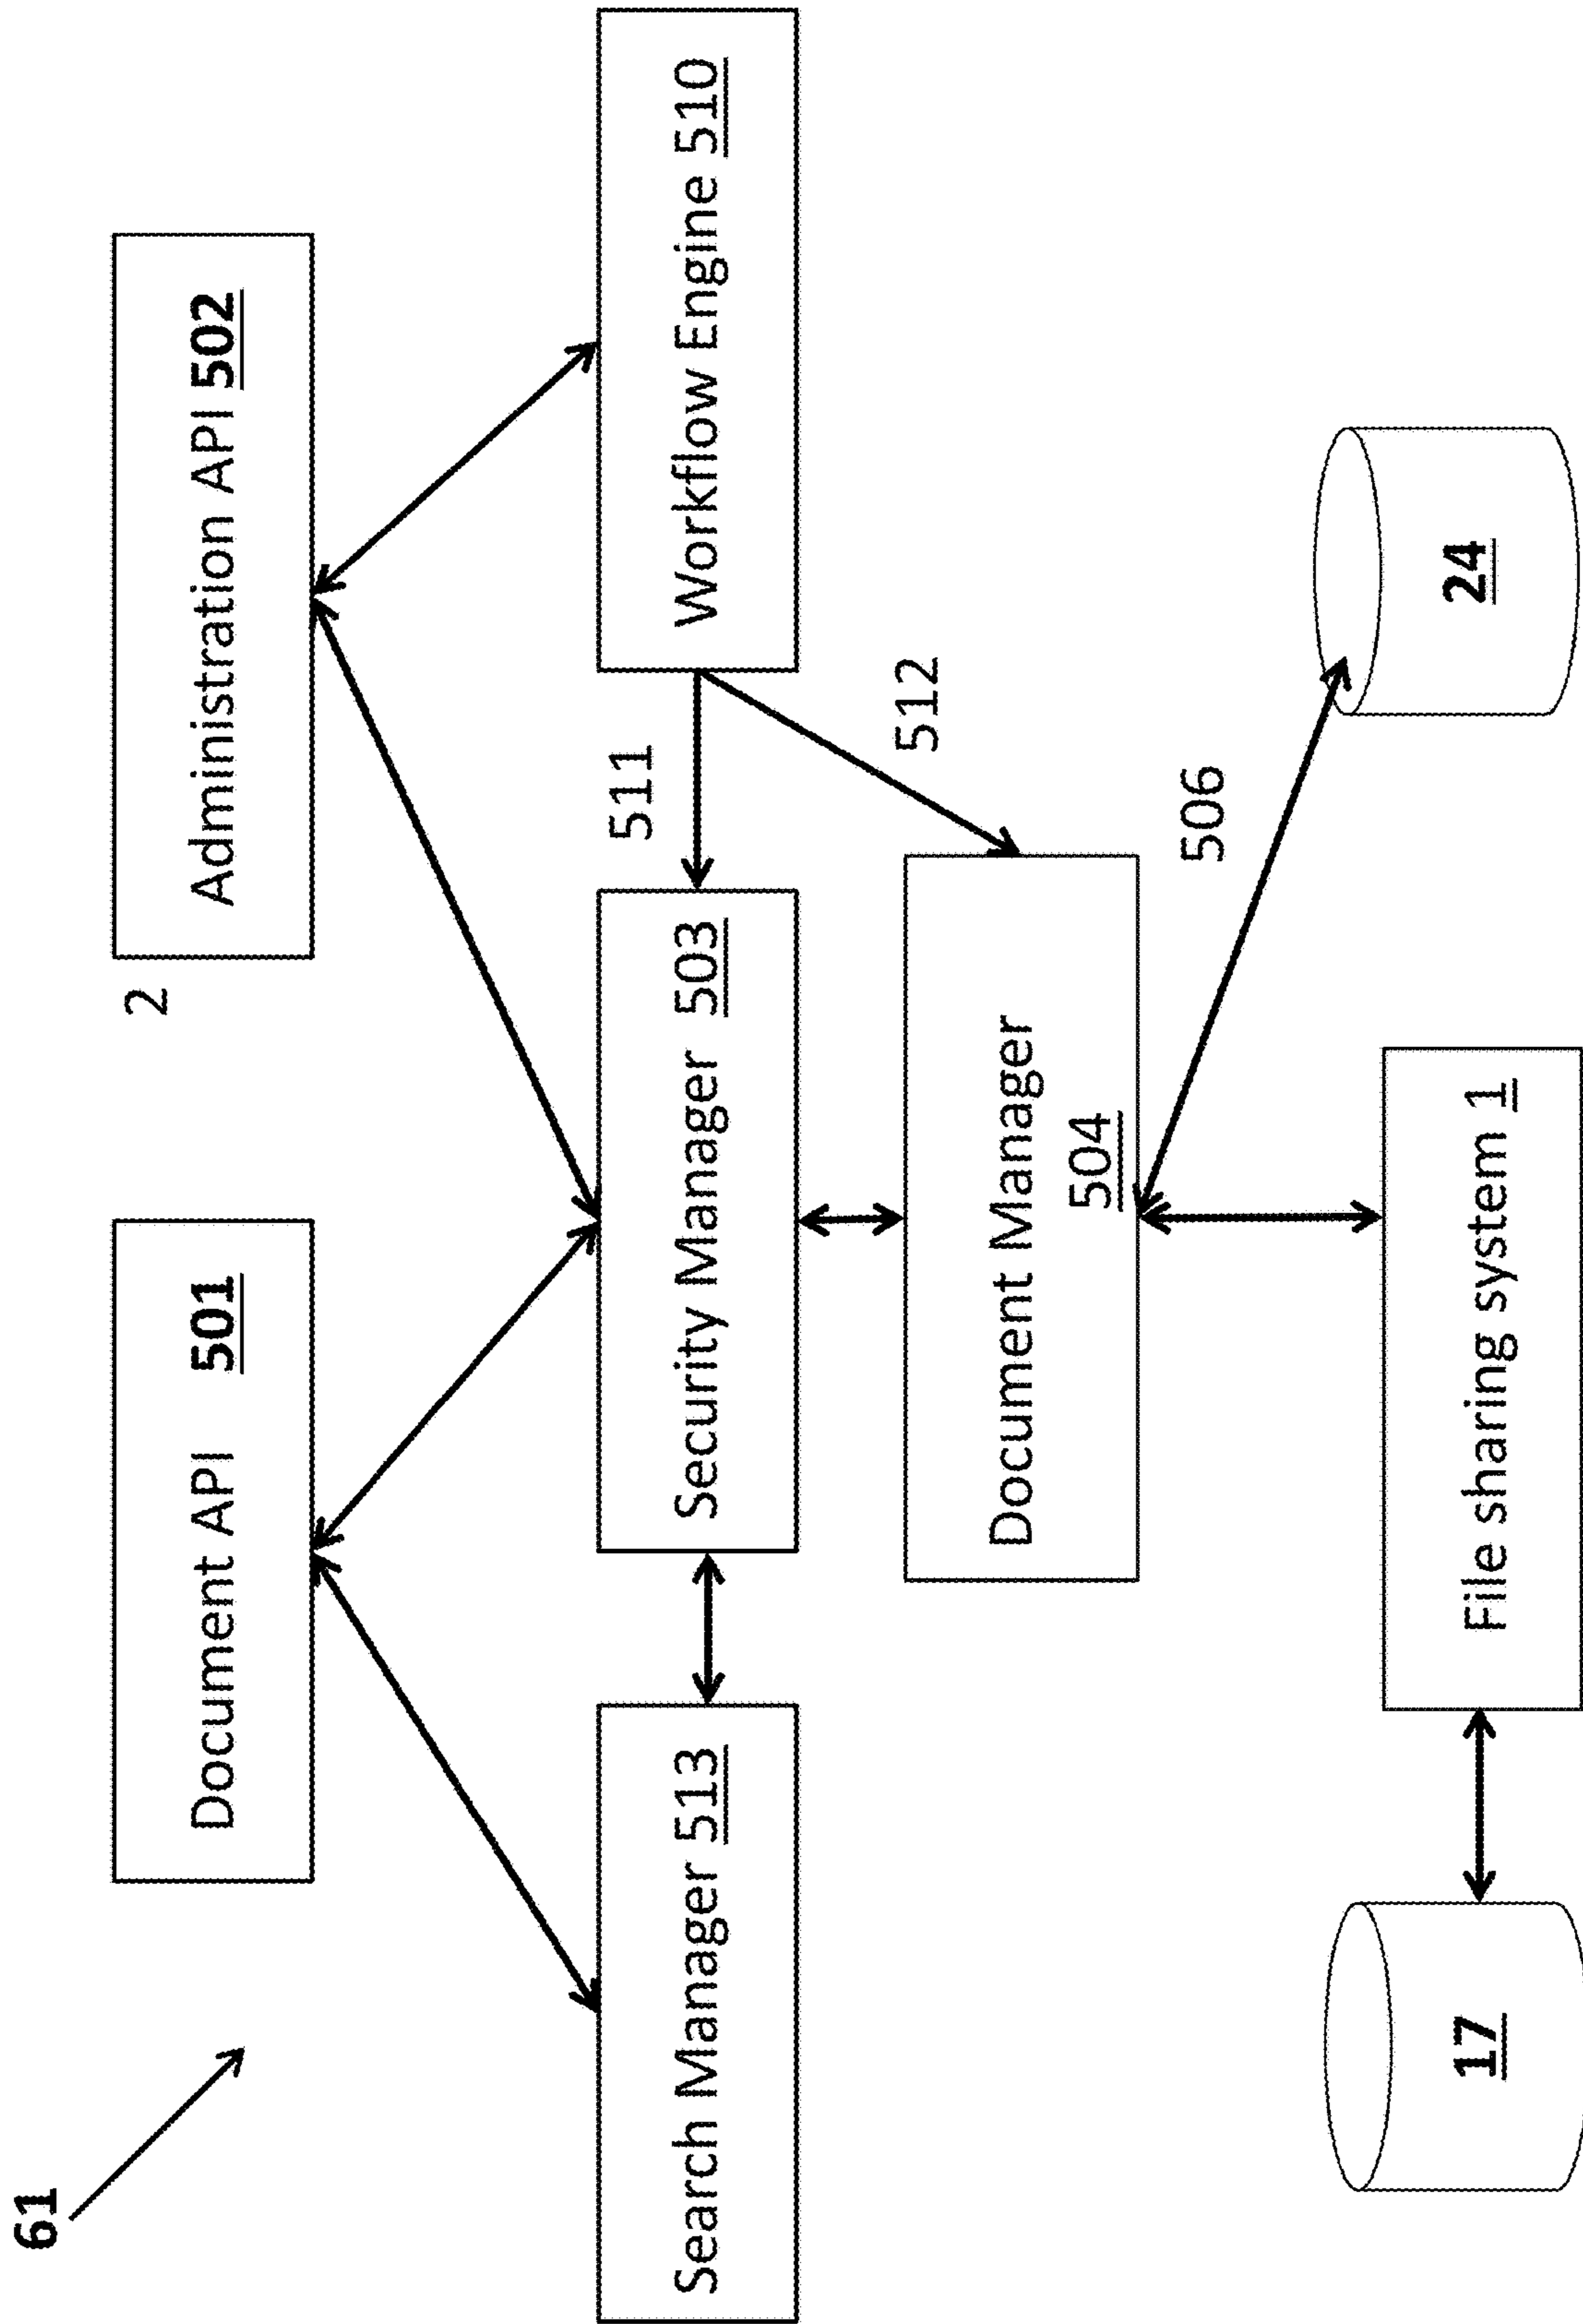 61
Document API 501
2
Administration API 502
Search Manager 513
Security Manager 503
511
Workflow Engine 510
512
Document Manager
504
506
17
File sharing system 1
24